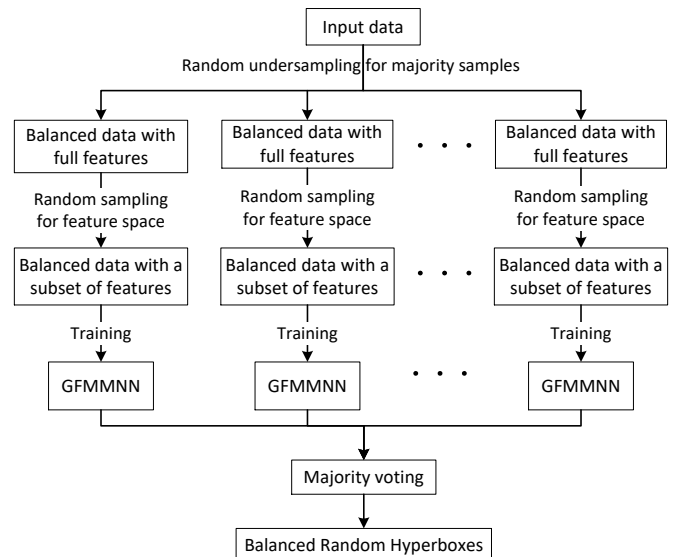 Input data
Random undersampling for majority samples
Balanced data with
full features
Balanced data with
full features
. . .
Balanced data with
full features
Random sampling
for feature space
Random sampling
for feature space
Random sampling
for feature space
Balanced data with a
subset of features
Balanced data with a
subset of features
. . .
Balanced data with a
subset of features
Training
Training
Training
GFMMNN
GFMMNN
. . .
GFMMNN
Majority voting
Balanced Random Hyperboxes